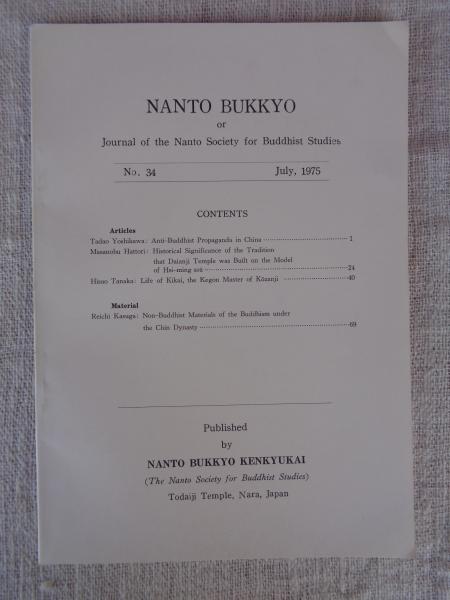 NANTO BUKKYO
or
Journal of the Nanto Society for Buddhist Studies
No. 34 July, 1975
CONTENTS
Articles
Tadao Yoshikawa: Anti-Buddhist Propaganda in China 1
Masanobu Hattori: Historical Significance of the Tradition
that Daianji Temple was Built on the Model
of Hsi-ming ssŭ 24
Hisao Tanaka: Life of Kikai, the Kegon Master of Kōzanji 40
Material
Reichi Kasuga: Non-Buddhist Materials of the Buddhism under
the Chin Dynasty 69
Published
by
NANTO BUKKYO KENKYUKAI
(The Nanto Society for Buddhist Studies)
Todaiji Temple, Nara, Japan